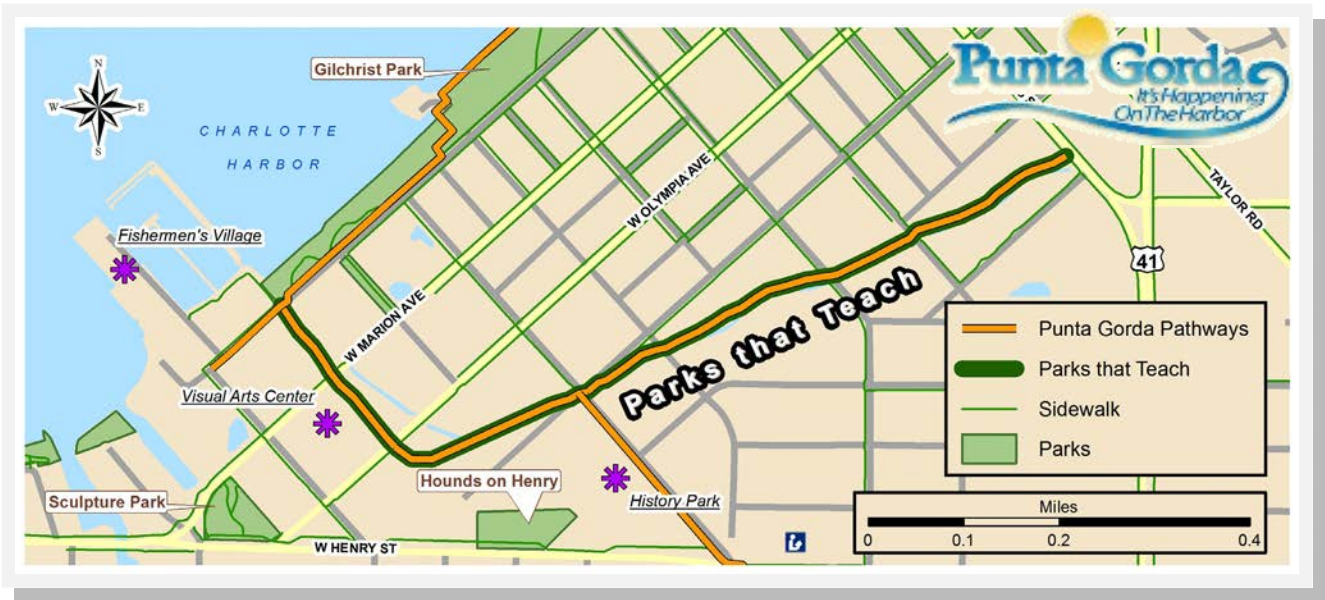 Punta Gorda
It's Happening
On The Harbor
N
W E
S
Gilchrist Park
CHARLOTTE
HARBOR
Fishermen's Village
W OLYMPIA AVE
TAYLOR RD
41
W MARION AVE
Parks that Teach
Visual Arts Center
Hounds on Henry
Sculpture Park
History Park
W HENRY ST
Punta Gorda Pathways
Parks that Teach
Sidewalk
Parks
Miles
0 0.1 0.2 0.4